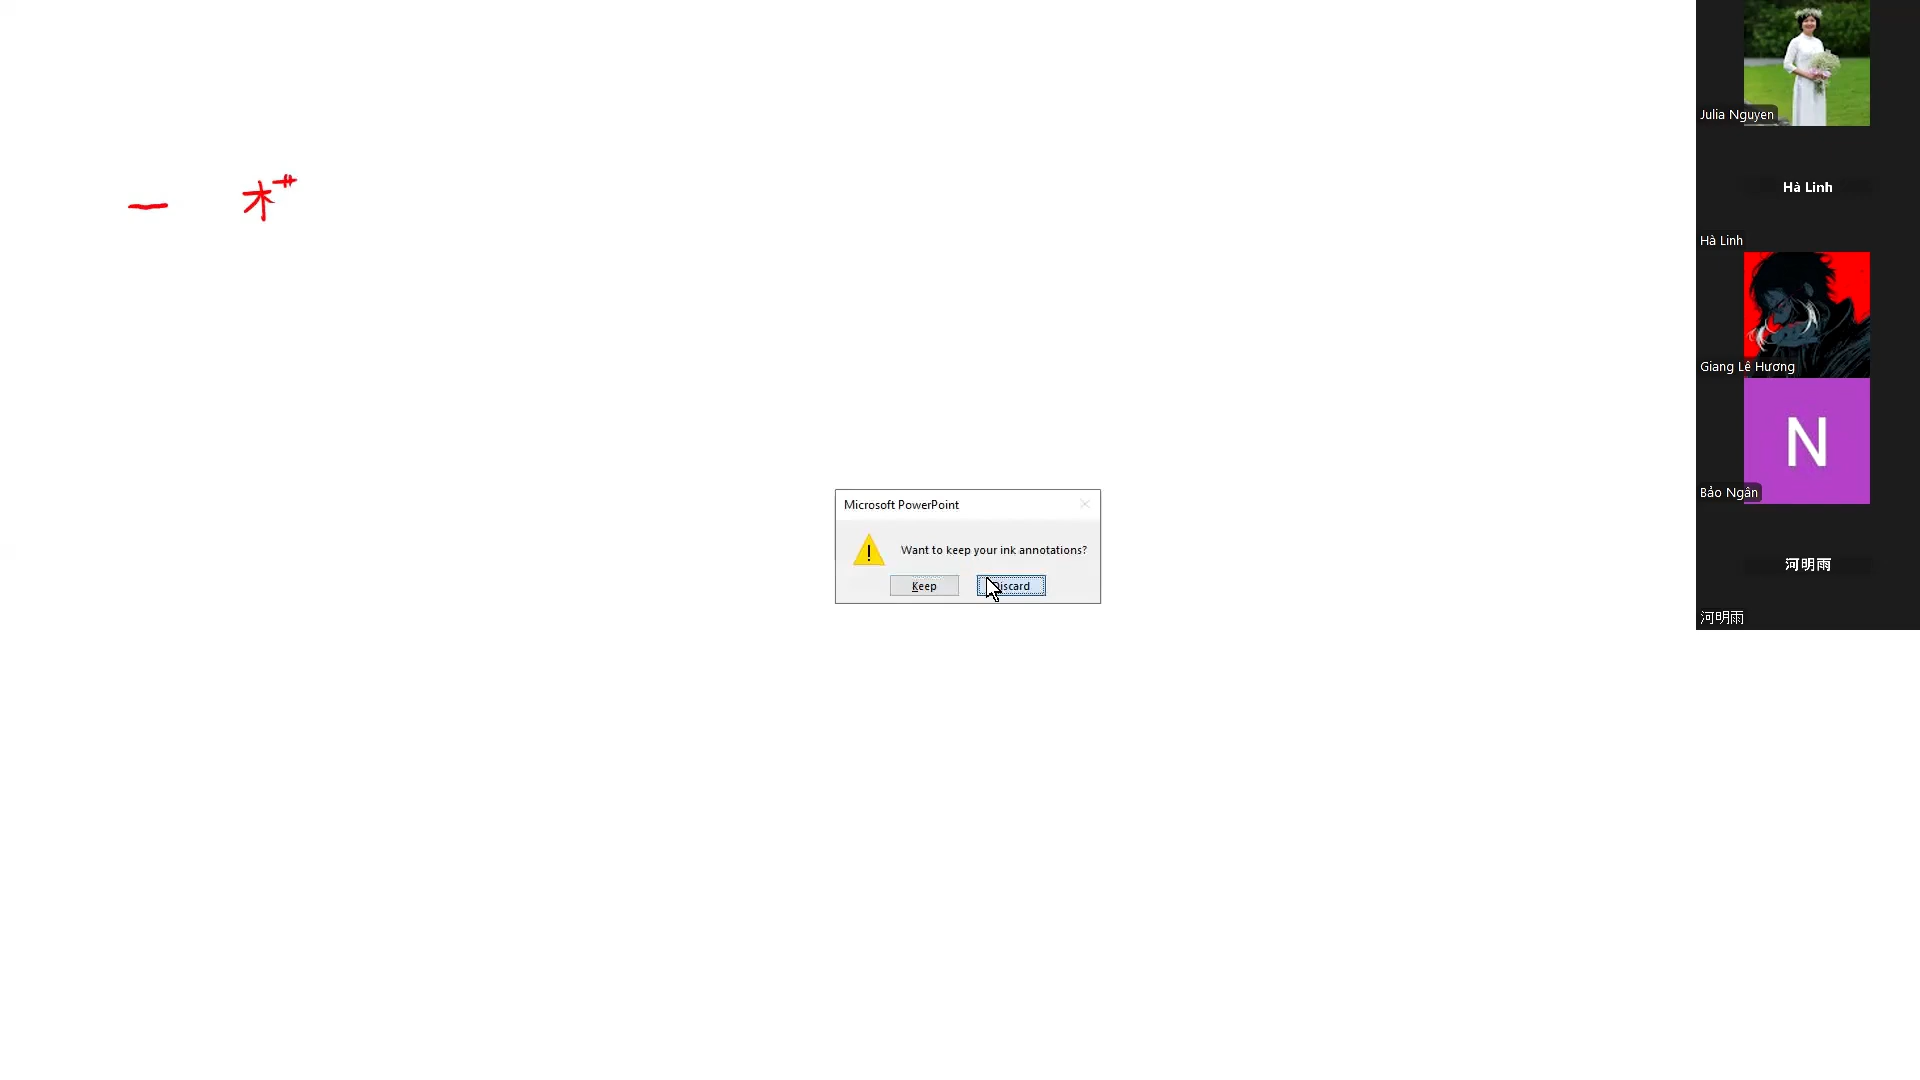 一 木
Microsoft PowerPoint
Want to keep your ink annotations?
Keep Discard
Julia Nguyen
Hà Linh
Hà Linh
Giang Lê Hương
N
Bảo Ngân
河明雨
河明雨